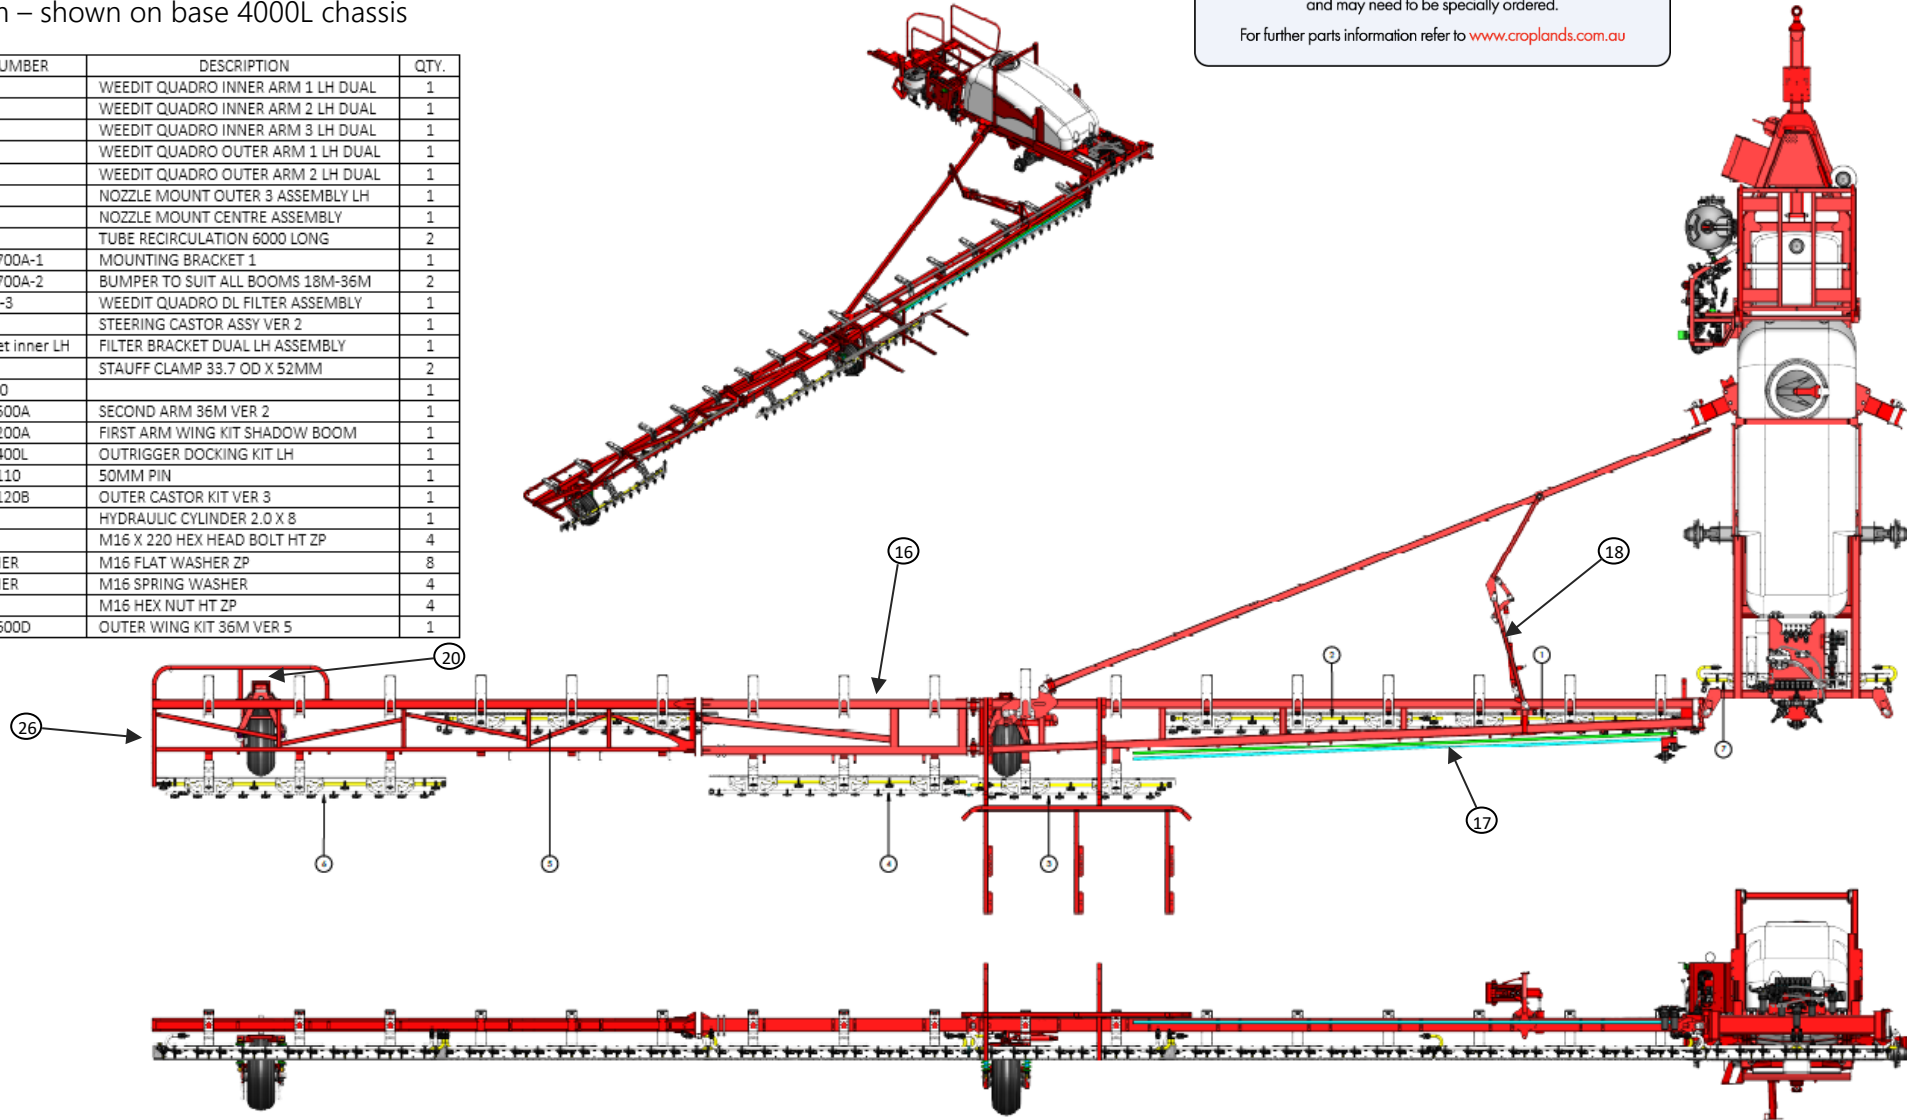 – shown on base 4000L chassis
and may need to be specially ordered.
For further parts information refer to www.croplands.com.au
UMBER DESCRIPTION QTY.
WEEDIT QUADRO INNER ARM 1 LH DUAL 1
WEEDIT QUADRO INNER ARM 2 LH DUAL 1
WEEDIT QUADRO INNER ARM 3 LH DUAL 1
WEEDIT QUADRO OUTER ARM 1 LH DUAL 1
WEEDIT QUADRO OUTER ARM 2 LH DUAL 1
NOZZLE MOUNT OUTER 3 ASSEMBLY LH 1
NOZZLE MOUNT CENTRE ASSEMBLY 1
TUBE RECIRCULATION 6000 LONG 2
700A-1 MOUNTING BRACKET 1 1
700A-2 BUMPER TO SUIT ALL BOOMS 18M-36M 2
-3 WEEDIT QUADRO DL FILTER ASSEMBLY 1
STEERING CASTOR ASSY VER 2 1
et inner LH FILTER BRACKET DUAL LH ASSEMBLY 1
STAUFF CLAMP 33.7 OD X 52MM 2
0 1
500A SECOND ARM 36M VER 2 1
200A FIRST ARM WING KIT SHADOW BOOM 1
400L OUTRIGGER DOCKING KIT LH 1
110 50MM PIN 1
120B OUTER CASTOR KIT VER 3 1
HYDRAULIC CYLINDER 2.0 X 8 1
M16 X 220 HEX HEAD BOLT HT ZP 4
HER M16 FLAT WASHER ZP 8
HER M16 SPRING WASHER 4
M16 HEX NUT HT ZP 4
500D OUTER WING KIT 36M VER 5 1
16
18
20
2
1
26
7
17
6
5
4
3